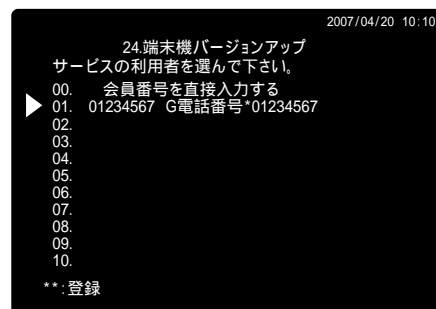 2007/04/20 10:10
24.端末機バージョンアップ
サービスの利用者を選んで下さい。
00. 会員番号を直接入力する
01. 01234567 G電話番号*01234567
02.
03.
04.
05.
06.
07.
08.
09.
10.
**:登録